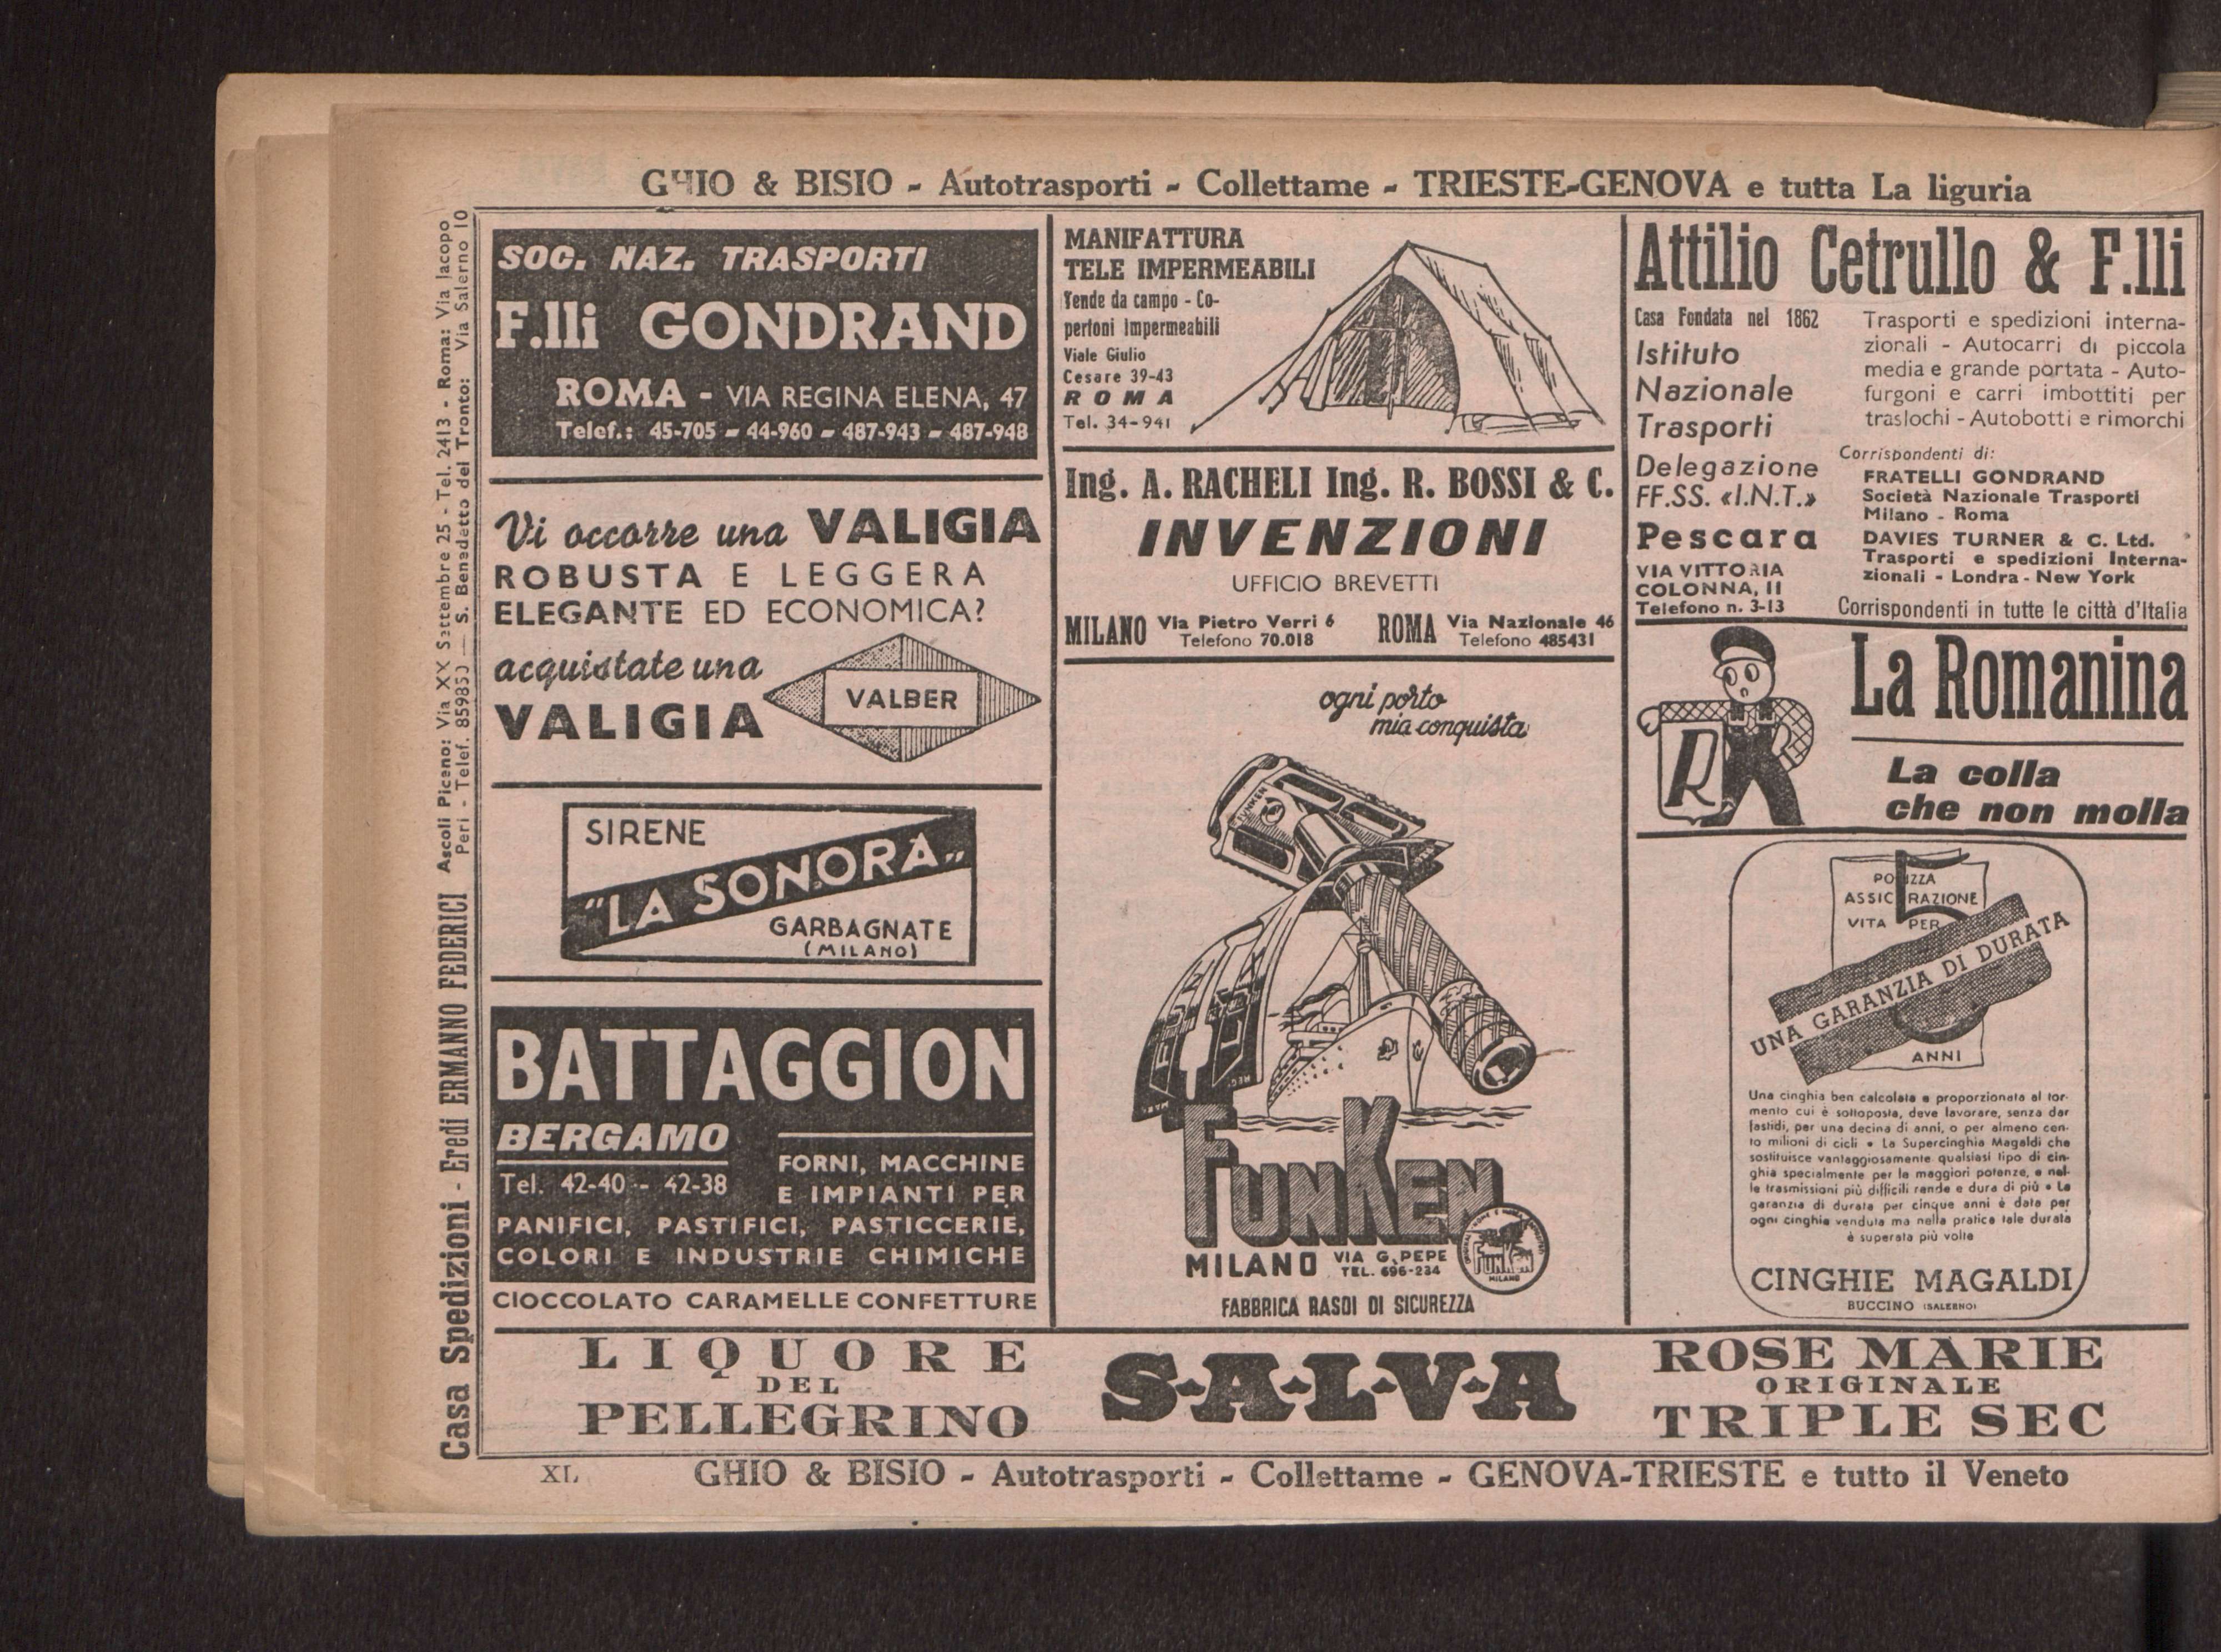 GHIO & BISIO - Autotrasporti - Collettame - TRIESTE-GENOVA e tutta La liguria
Casa Spedizioni - Eredi ERMANNO FEDERICI
Ascoli Piceno: Via XX Settembre 25 - Tel. 2413 - Roma: Via Jacopo
Peri - Telef. 859850 — S. Benedetto del Tronto: Via Salerno 10
SOC. NAZ. TRASPORTI
F.lli GONDRAND
ROMA - VIA REGINA ELENA, 47
Telef.: 45-705 - 44-960 - 487-943 - 487-948
Vi occorre una VALIGIA
ROBUSTA E LEGGERA
ELEGANTE ED ECONOMICA?
acquistate una
VALIGIA
VALBER
SIRENE
"LA SONORA„
GARBAGNATE
(MILANO)
BATTAGGION
BERGAMO
Tel. 42-40 - 42-38
FORNI, MACCHINE
E IMPIANTI PER
PANIFICI, PASTIFICI, PASTICCERIE,
COLORI E INDUSTRIE CHIMICHE
CIOCCOLATO CARAMELLE CONFETTURE
MANIFATTURA
TELE IMPERMEABILI
Tende da campo - Co-
pertoni Impermeabili
Viale Giulio
Cesare 39-43
ROMA
Tel. 34-941
Ing. A. RACHELI Ing. R. BOSSI & C.
INVENZIONI
UFFICIO BREVETTI
MILANO Via Pietro Verri 6
Telefono 70.018
ROMA Via Nazionale 46
Telefono 485431
ogni porto
mia conquista
FUNKEN
FUNKEN
MILANO VIA G. PEPE
TEL. 696-234
FUNKEN
MILANO
FABBRICA RASOI DI SICUREZZA
Attilio Cetrullo & F.lli
Casa Fondata nel 1862
Istituto
Nazionale
Trasporti
Delegazione
FF.SS. «I.N.T.»
Pescara
VIA VITTORIA
COLONNA, 11
Telefono n. 3-13
Trasporti e spedizioni interna-
zionali - Autocarri di piccola
media e grande portata - Auto-
furgoni e carri imbottiti per
traslochi - Autobotti e rimorchi
Corrispondenti di:
FRATELLI GONDRAND
Società Nazionale Trasporti
Milano - Roma
DAVIES TURNER & C. Ltd.
Trasporti e spedizioni Interna-
zionali - Londra - New York
Corrispondenti in tutte le città d'Italia
R
La Romanina
La colla
che non molla
POLIZZA
ASSICURAZIONE
VITA PER
5
UNA GARANZIA DI DURATA
ANNI
Una cinghia ben calcolata e proporzionata al tor-
mento cui è sottoposta, deve lavorare, senza dar
fastidi, per una decina di anni, o per almeno cen-
to milioni di cicli • La Supercinghia Magaldi che
sostituisce vantaggiosamente qualsiasi tipo di cin-
ghia specialmente per le maggiori potenze, e nel-
le trasmissioni più difficili rende e dura di più • La
garanzia di durata per cinque anni è data per
ogni cinghia venduta ma nella pratica tale durata
è superata più volte
CINGHIE MAGALDI
BUCCINO (SALERNO)
LIQUORE
DEL
PELLEGRINO
S-A-L-V-A
ROSE MARIE
ORIGINALE
TRIPLE SEC
XL
GHIO & BISIO - Autotrasporti - Collettame - GENOVA-TRIESTE e tutto il Veneto